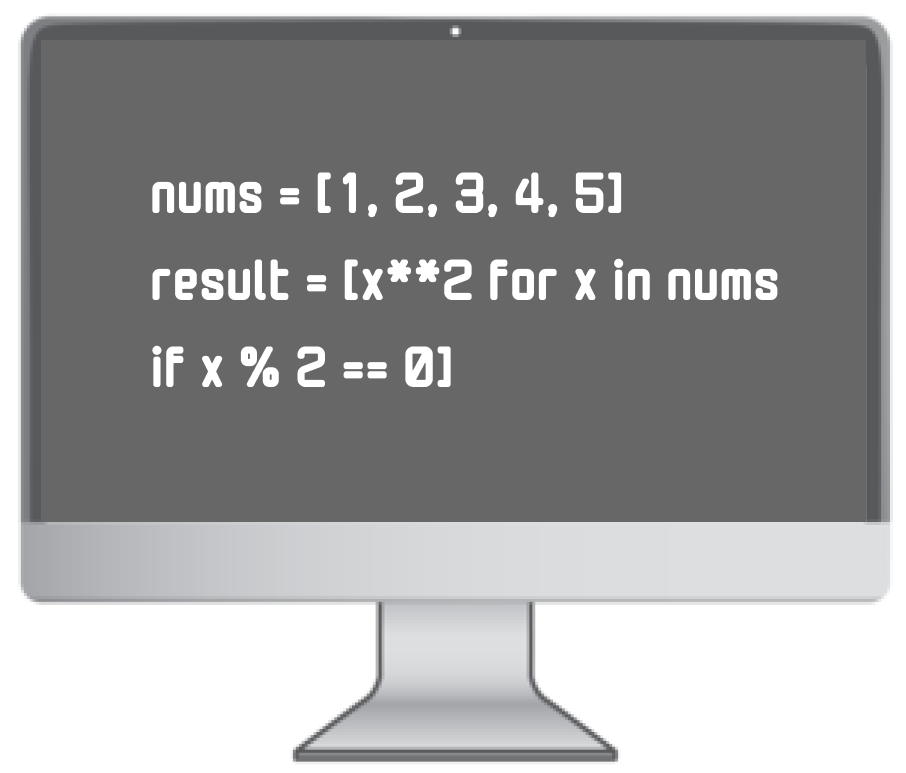 nums = [1, 2, 3, 4, 5]
result = [x**2 for x in nums
if x % 2 == 0]